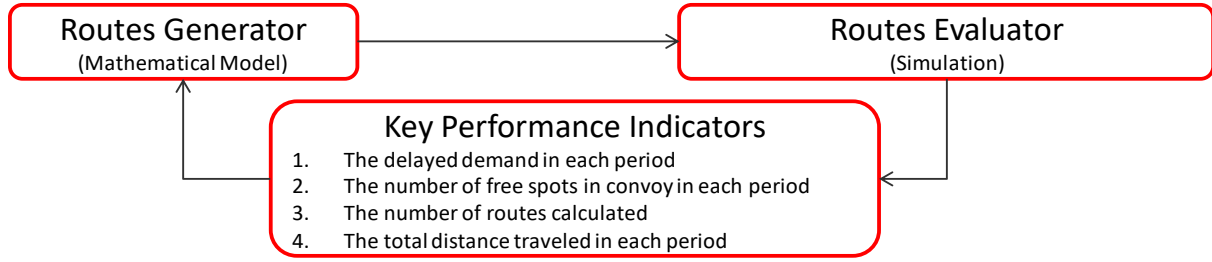 Routes Generator
(Mathematical Model)
Routes Evaluator
(Simulation)
Key Performance Indicators
1. The delayed demand in each period
2. The number of free spots in convoy in each period
3. The number of routes calculated
4. The total distance traveled in each period